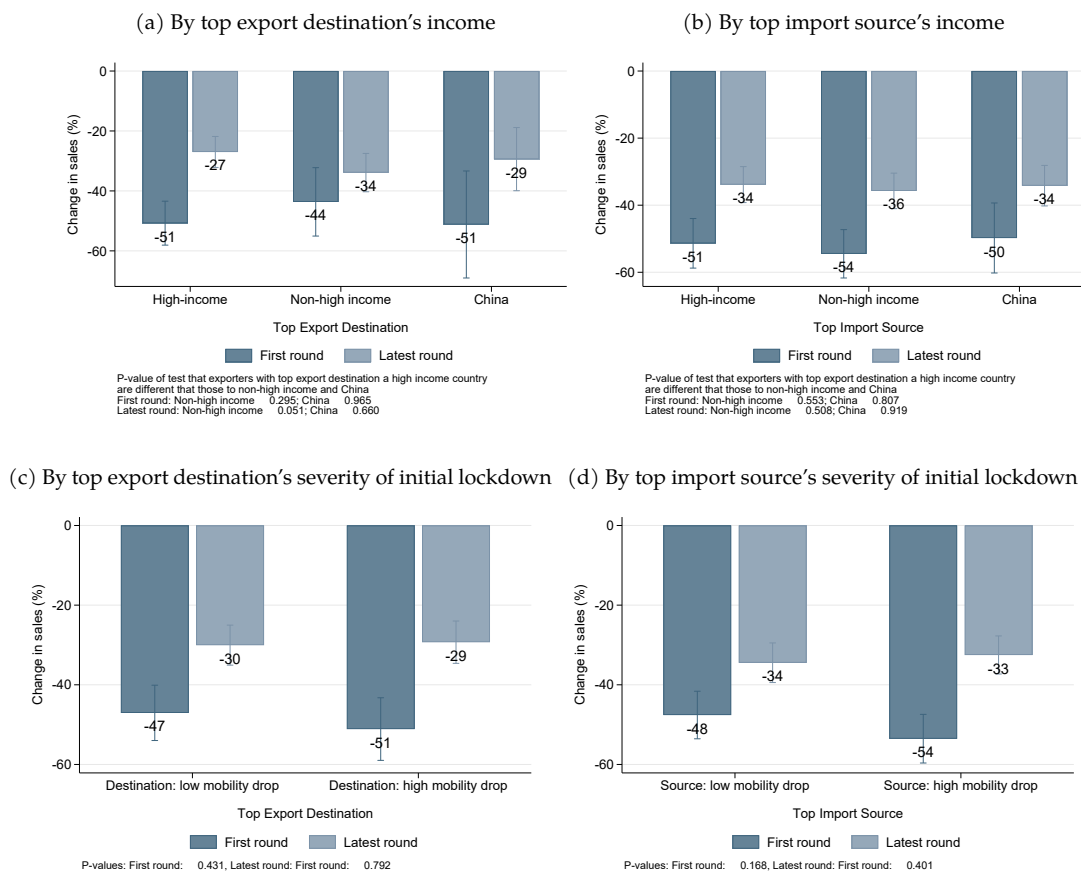 (a) By top export destination's income
0
-20
-40
-60
Change in sales (%)
-51
-27
-44
-34
-51
-29
High-income
Non-high income
China
Top Export Destination
First round
Latest round
P-value of test that exporters with top export destination a high income country
are different that those to non-high income and China
First round: Non-high income 0.295; China 0.965
Latest round: Non-high income 0.051; China 0.660
(b) By top import source's income
0
-20
-40
-60
Change in sales (%)
-51
-34
-54
-36
-50
-34
High-income
Non-high income
China
Top Import Source
First round
Latest round
P-value of test that exporters with top export destination a high income country
are different that those to non-high income and China
First round: Non-high income 0.553; China 0.807
Latest round: Non-high income 0.508; China 0.919
(c) By top export destination's severity of initial lockdown
0
-20
-40
-60
Change in sales (%)
-47
-30
-51
-29
Destination: low mobility drop
Destination: high mobility drop
Top Export Destination
First round
Latest round
P-values: First round: 0.431, Latest round: First round: 0.792
(d) By top import source's severity of initial lockdown
0
-20
-40
-60
Change in sales (%)
-48
-34
-54
-33
Source: low mobility drop
Source: high mobility drop
Top Import Source
First round
Latest round
P-values: First round: 0.168, Latest round: First round: 0.401